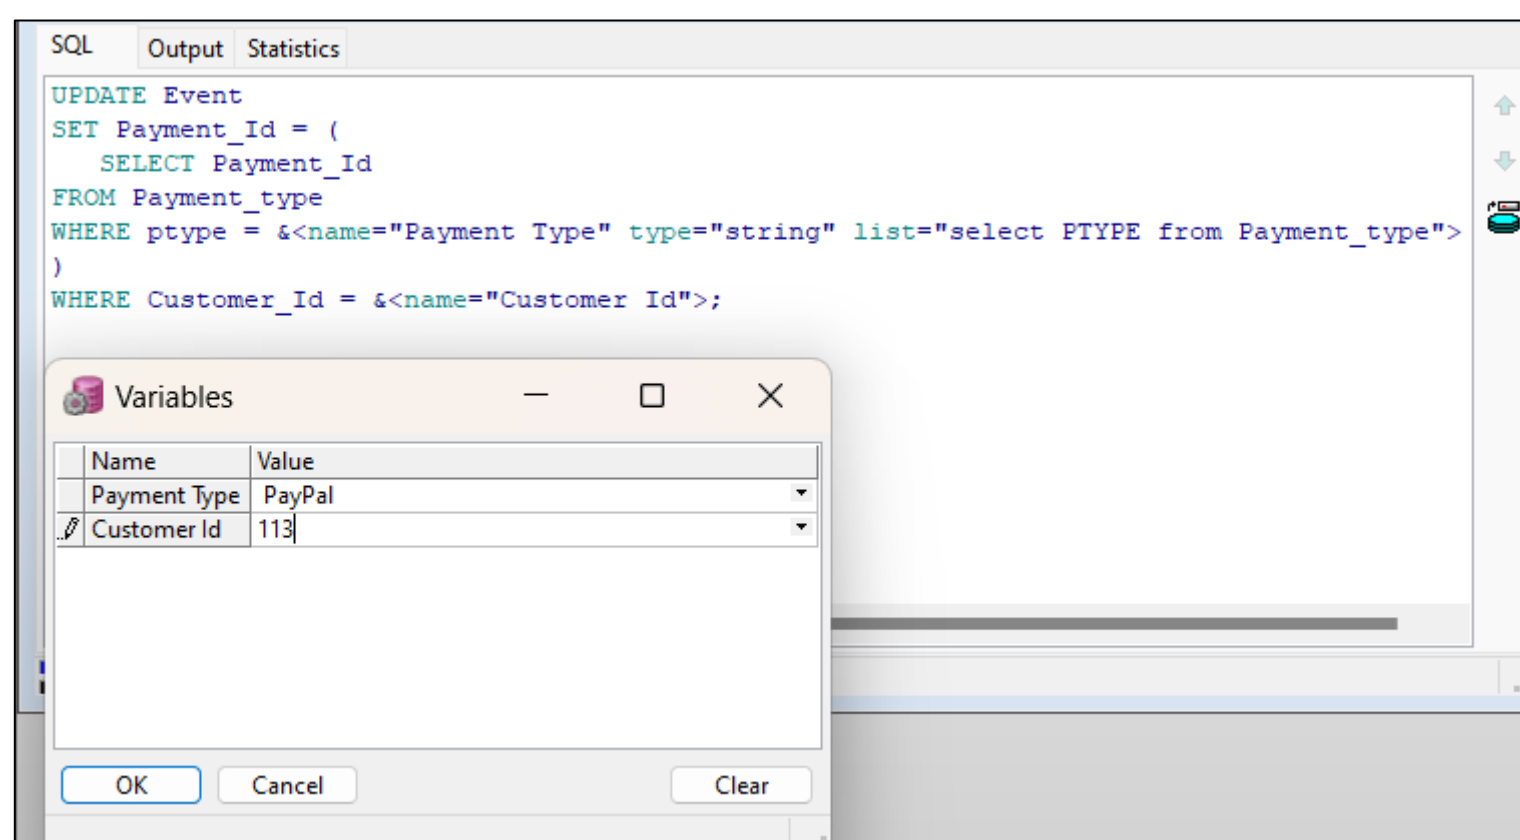 SQL Output Statistics
UPDATE Event
SET Payment_Id = (
   SELECT Payment_Id
FROM Payment_type
WHERE ptype = &<name="Payment Type" type="string" list="select PTYPE from Payment_type">
)
WHERE Customer_Id = &<name="Customer Id">;
Variables
Name Value
Payment Type PayPal
Customer Id 113
OK Cancel Clear